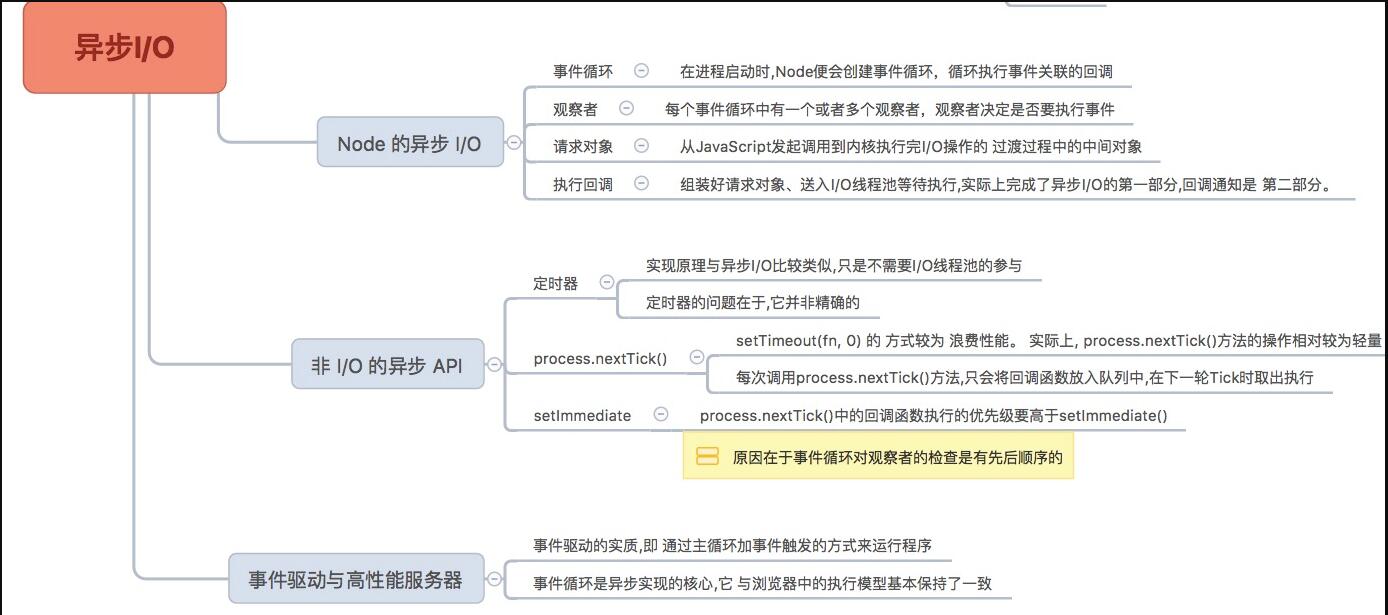 异步I/O
Node 的异步 I/O
事件循环 在进程启动时,Node便会创建事件循环，循环执行事件关联的回调
观察者 每个事件循环中有一个或者多个观察者，观察者决定是否要执行事件
请求对象 从JavaScript发起调用到内核执行完I/O操作的 过渡过程中的中间对象
执行回调 组装好请求对象、送入I/O线程池等待执行,实际上完成了异步I/O的第一部分,回调通知是 第二部分。
非 I/O 的异步 API
定时器
实现原理与异步I/O比较类似,只是不需要I/O线程池的参与
定时器的问题在于,它并非精确的
process.nextTick()
setTimeout(fn, 0) 的 方式较为 浪费性能。 实际上, process.nextTick()方法的操作相对较为轻量
每次调用process.nextTick()方法,只会将回调函数放入队列中,在下一轮Tick时取出执行
setImmediate process.nextTick()中的回调函数执行的优先级要高于setImmediate()
原因在于事件循环对观察者的检查是有先后顺序的
事件驱动与高性能服务器
事件驱动的实质,即 通过主循环加事件触发的方式来运行程序
事件循环是异步实现的核心,它 与浏览器中的执行模型基本保持了一致